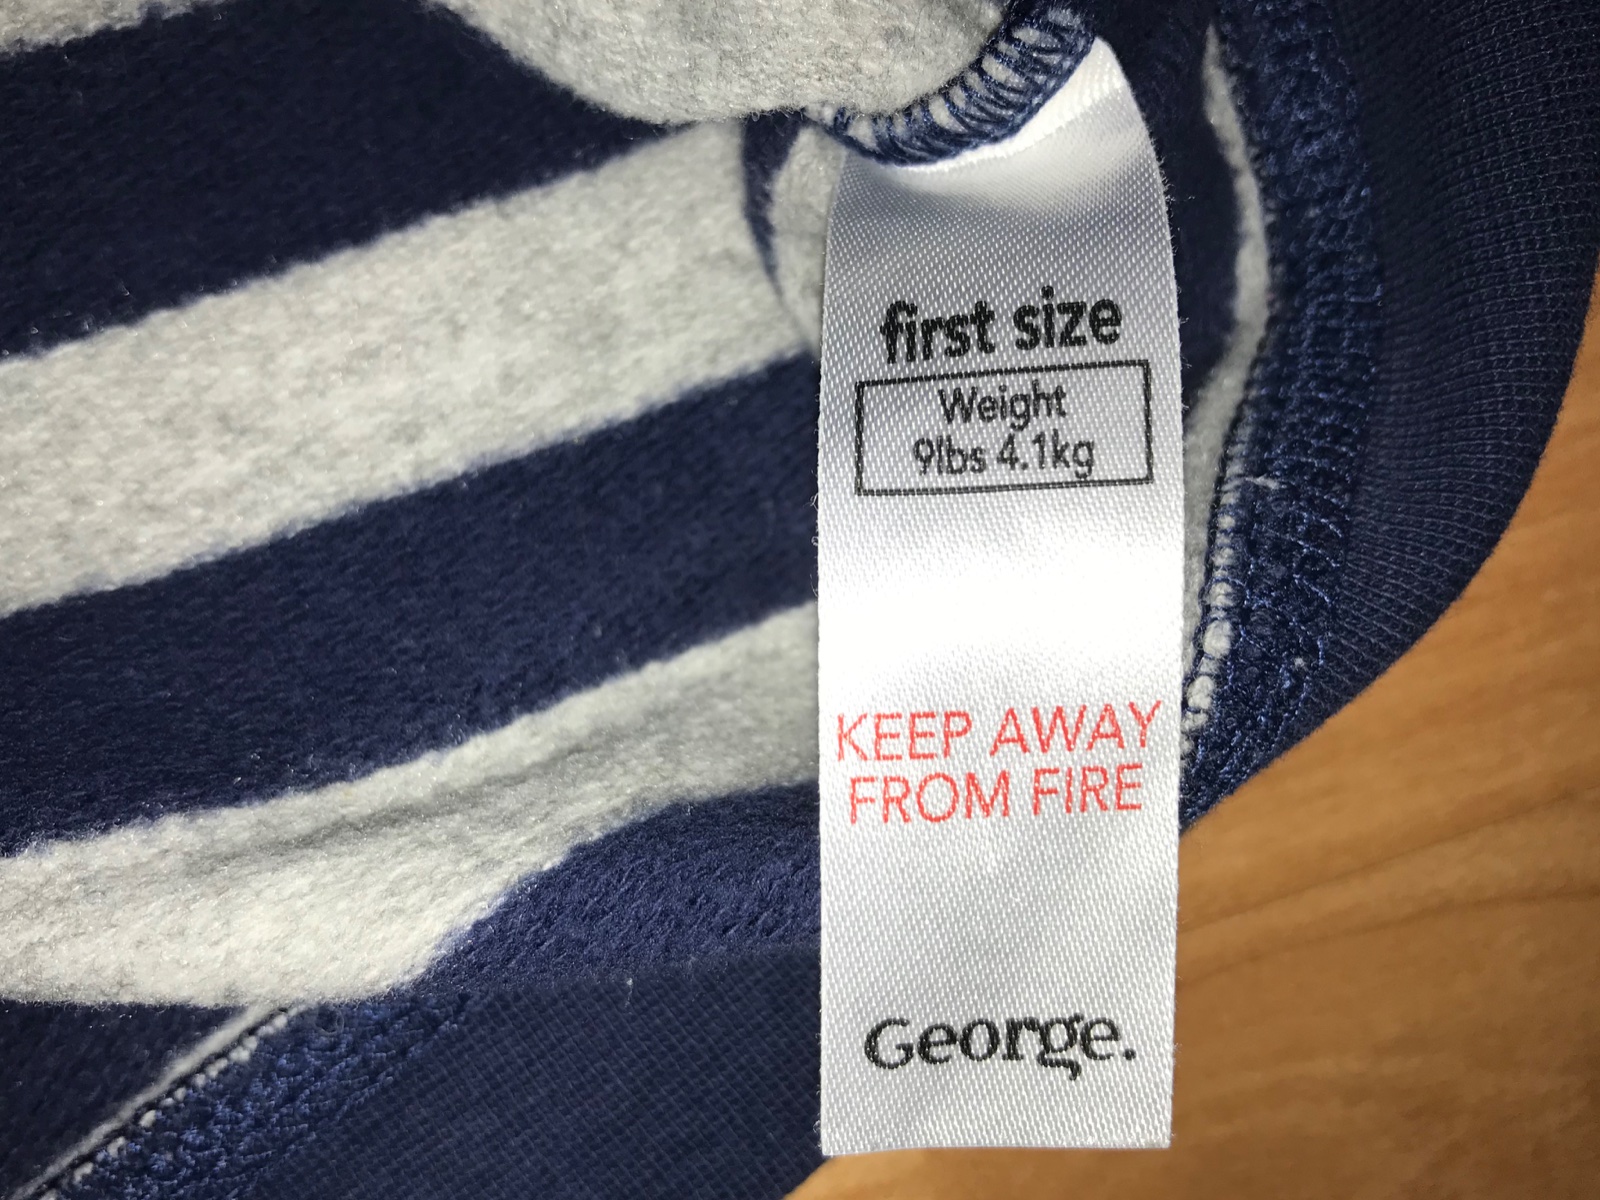 first size
Weight
9lbs 4.1kg
KEEP AWAY
FROM FIRE
George.